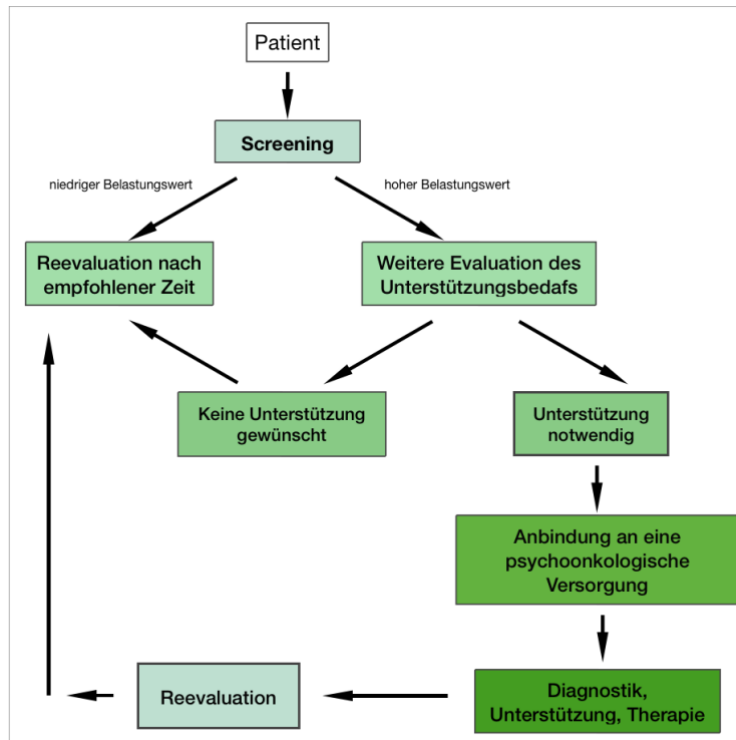 Patient
Screening
niedriger Belastungswert
hoher Belastungswert
Reevaluation nach
empfohlener Zeit
Weitere Evaluation des
Unterstützungsbedafs
Keine Unterstützung
gewünscht
Unterstützung
notwendig
Anbindung an eine
psychoonkologische
Versorgung
Reevaluation
Diagnostik,
Unterstützung, Therapie